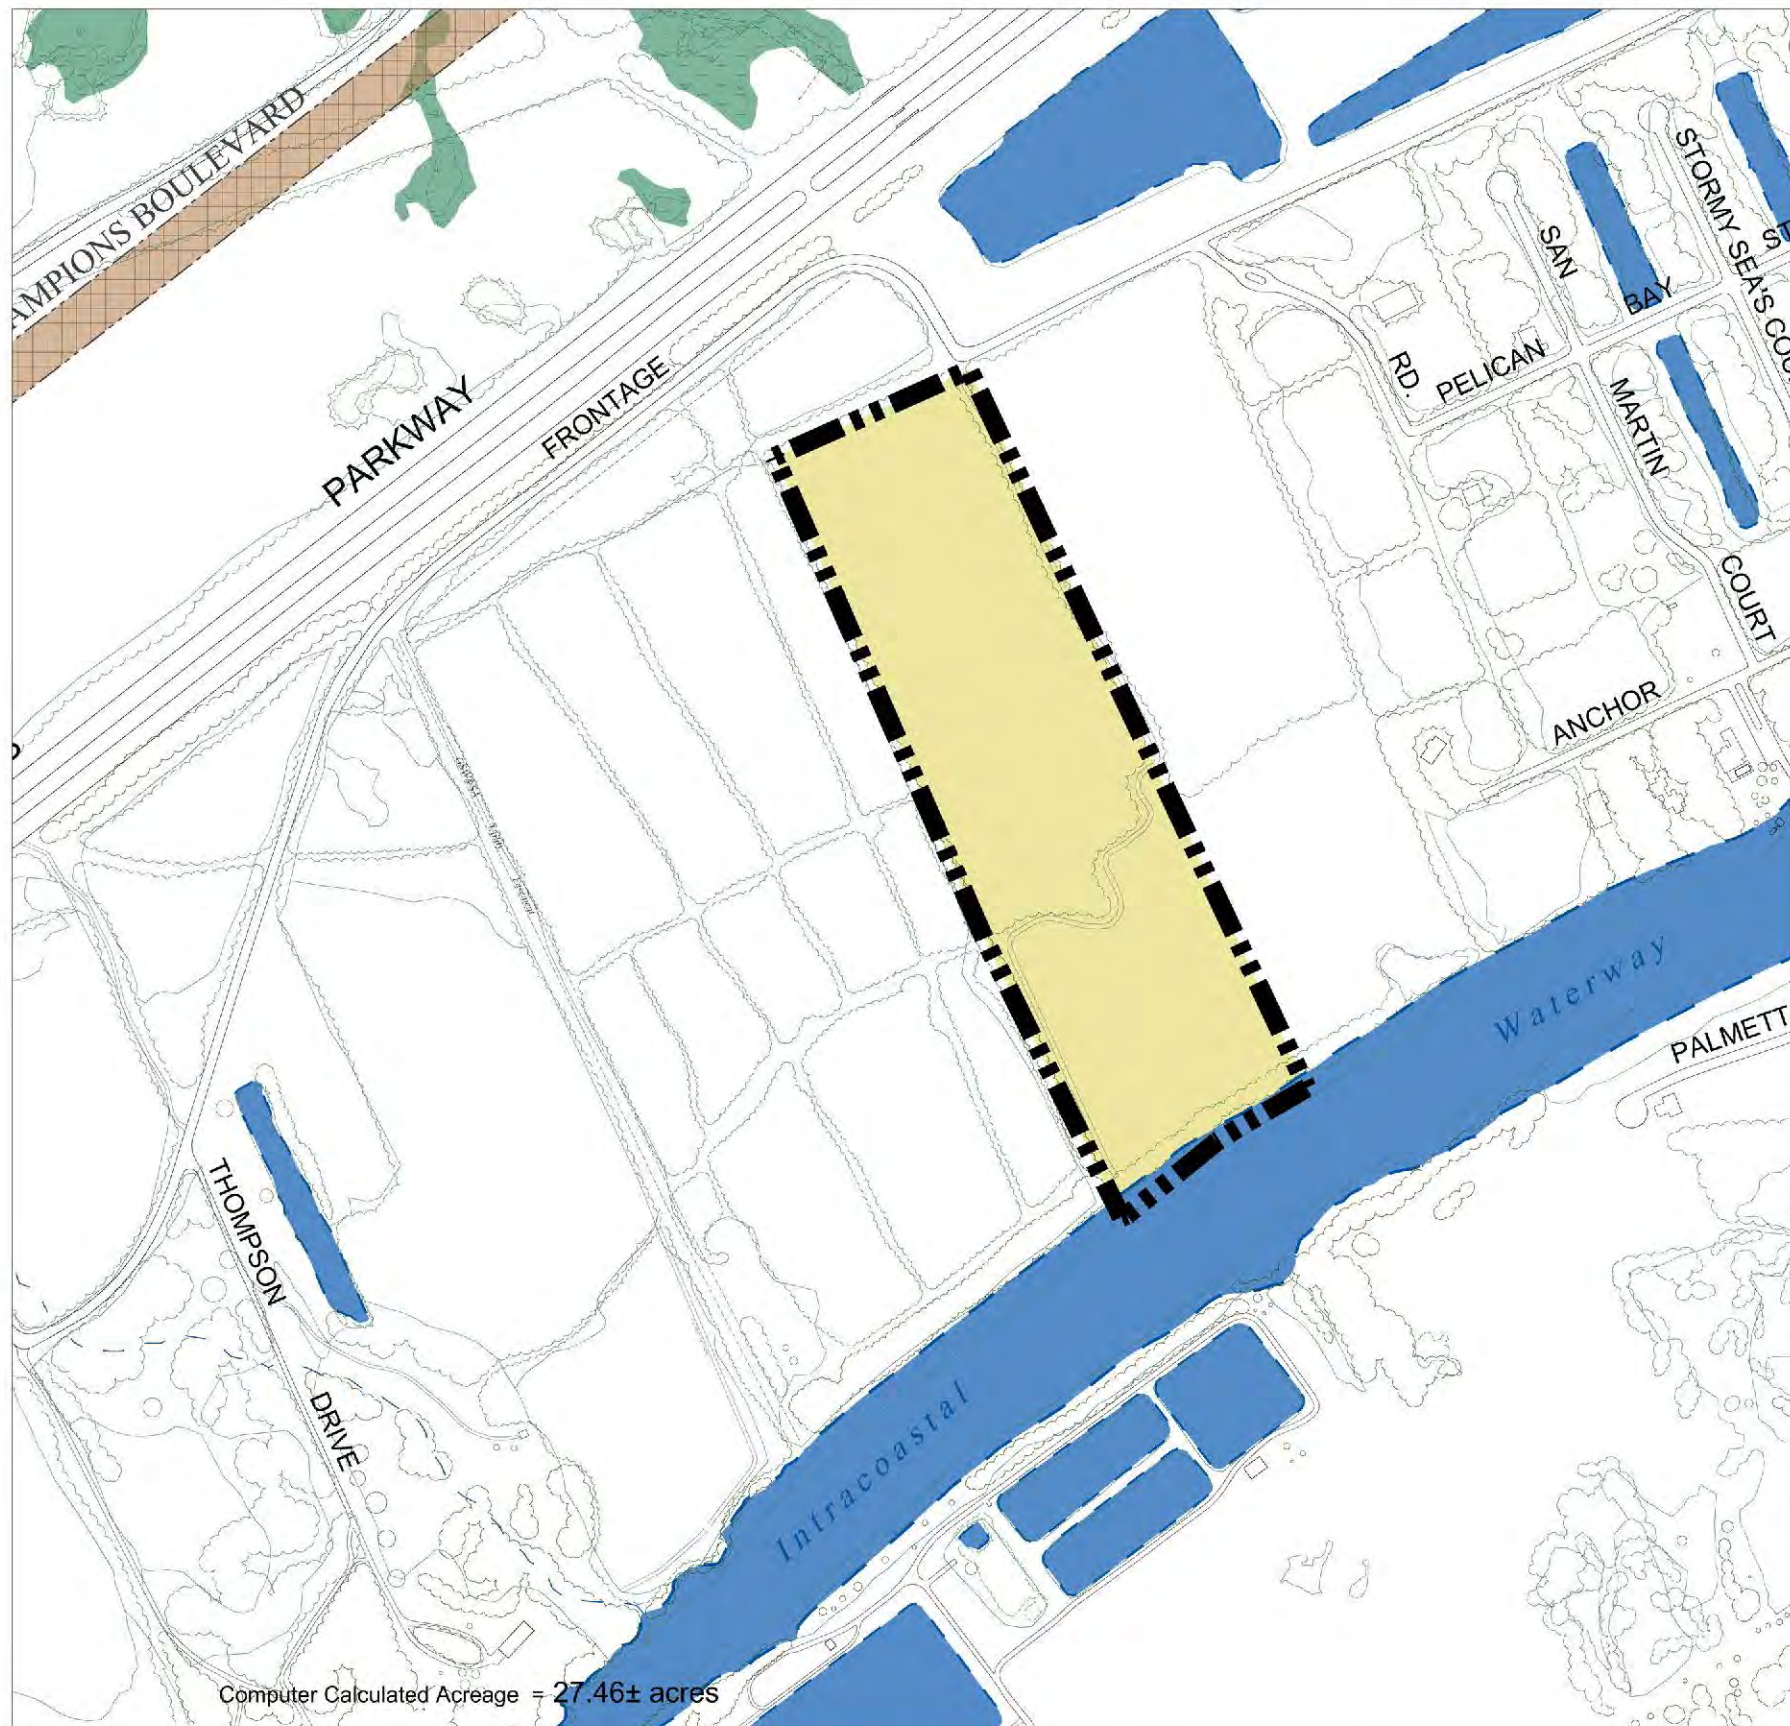 AMPIONS BOULEVARD
PARKWAY
FRONTAGE
RD.
SAN
MARTIN
COURT
PELICAN
BAY
STORMY SEA'S COU
S
ANCHOR
Waterway
Intracoastal
PALMETT
THOMPSON
DRIVE
Computer Calculated Acreage = 27.46± acres